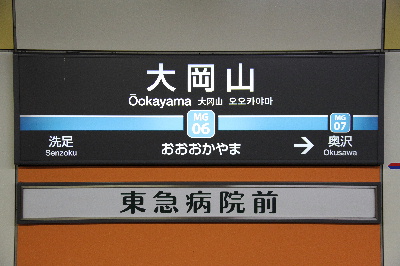 大岡山
Ōokayama 大冈山 오오카야마
MG
06
MG
07
洗足
Senzoku
おおおかやま
奥沢
Okusawa
東急病院前